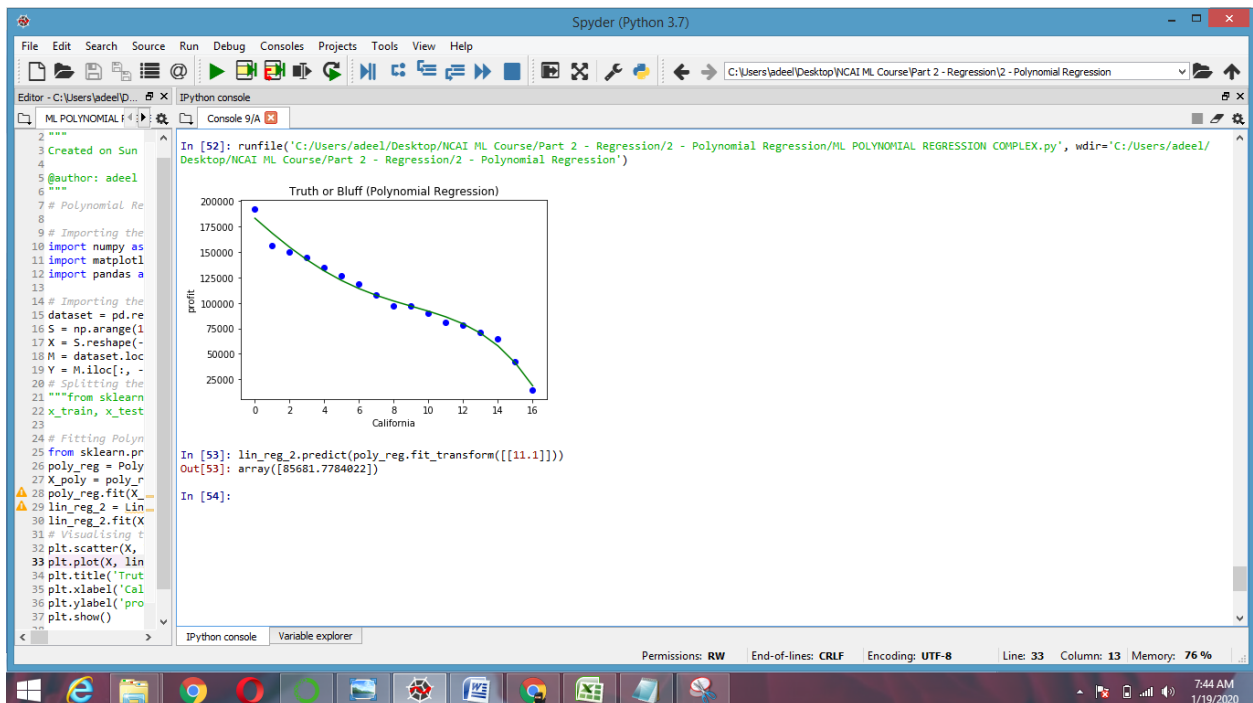 Spyder (Python 3.7)
File Edit Search Source Run Debug Consoles Projects Tools View Help
C:\Users\adeel\Desktop\NCAI ML Course\Part 2 - Regression\2 - Polynomial Regression
Editor - C:\Users\adeel\D...
ML POLYNOMIAL F
2 """
3 Created on Sun
4
5 @author: adeel
6 """
7 # Polynomial Re
8
9 # Importing the
10 import numpy as
11 import matplotl
12 import pandas a
13
14 # Importing the
15 dataset = pd.re
16 S = np.arange(1
17 X = S.reshape(-
18 M = dataset.loc
19 Y = M.iloc[:, -
20 # Splitting the
21 """from sklearn
22 x_train, x_test
23
24 # Fitting Polyn
25 from sklearn.pr
26 poly_reg = Poly
27 X_poly = poly_r
28 poly_reg.fit(X_
29 lin_reg_2 = Lin
30 lin_reg_2.fit(X
31 # Visualising t
32 plt.scatter(X,
33 plt.plot(X, lin
34 plt.title('Trut
35 plt.xlabel('Cal
36 plt.ylabel('pro
37 plt.show()
IPython console
Console 9/A
In [52]: runfile('C:/Users/adeel/Desktop/NCAI ML Course/Part 2 - Regression/2 - Polynomial Regression/ML POLYNOMIAL REGRESSION COMPLEX.py', wdir='C:/Users/adeel/
Desktop/NCAI ML Course/Part 2 - Regression/2 - Polynomial Regression')
Truth or Bluff (Polynomial Regression)
200000
175000
150000
125000
100000
75000
50000
25000
profit
0 2 4 6 8 10 12 14 16
California
In [53]: lin_reg_2.predict(poly_reg.fit_transform([[11.1]]))
Out[53]: array([85681.7784022])
In [54]:
IPython console Variable explorer
Permissions: RW End-of-lines: CRLF Encoding: UTF-8 Line: 33 Column: 13 Memory: 76 %
7:44 AM
1/19/2020